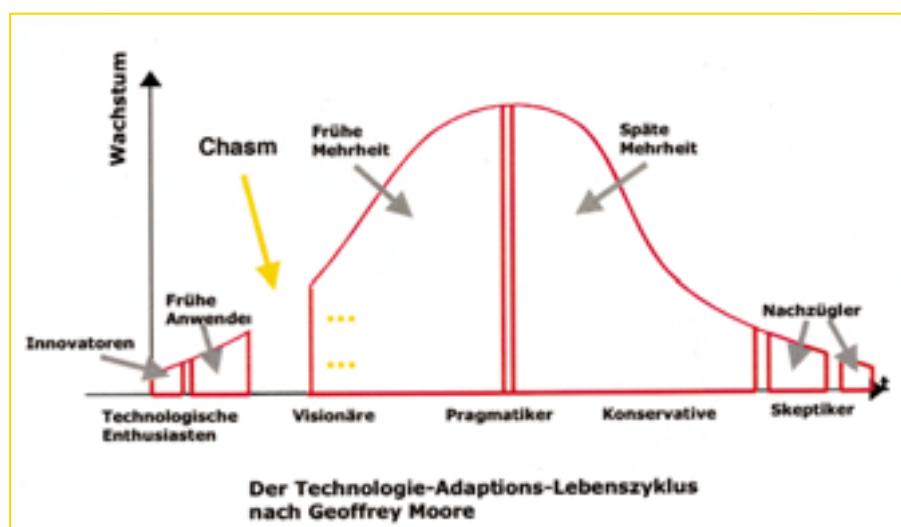 Wachstum
Chasm
Frühe
Mehrheit
Späte
Mehrheit
Frühe
Anwender
Innovatoren
Nachzügler
t
Technologische
Enthusiasten
Visionäre
Pragmatiker
Konservative
Skeptiker
Der Technologie-Adaptions-Lebenszyklus
nach Geoffrey Moore